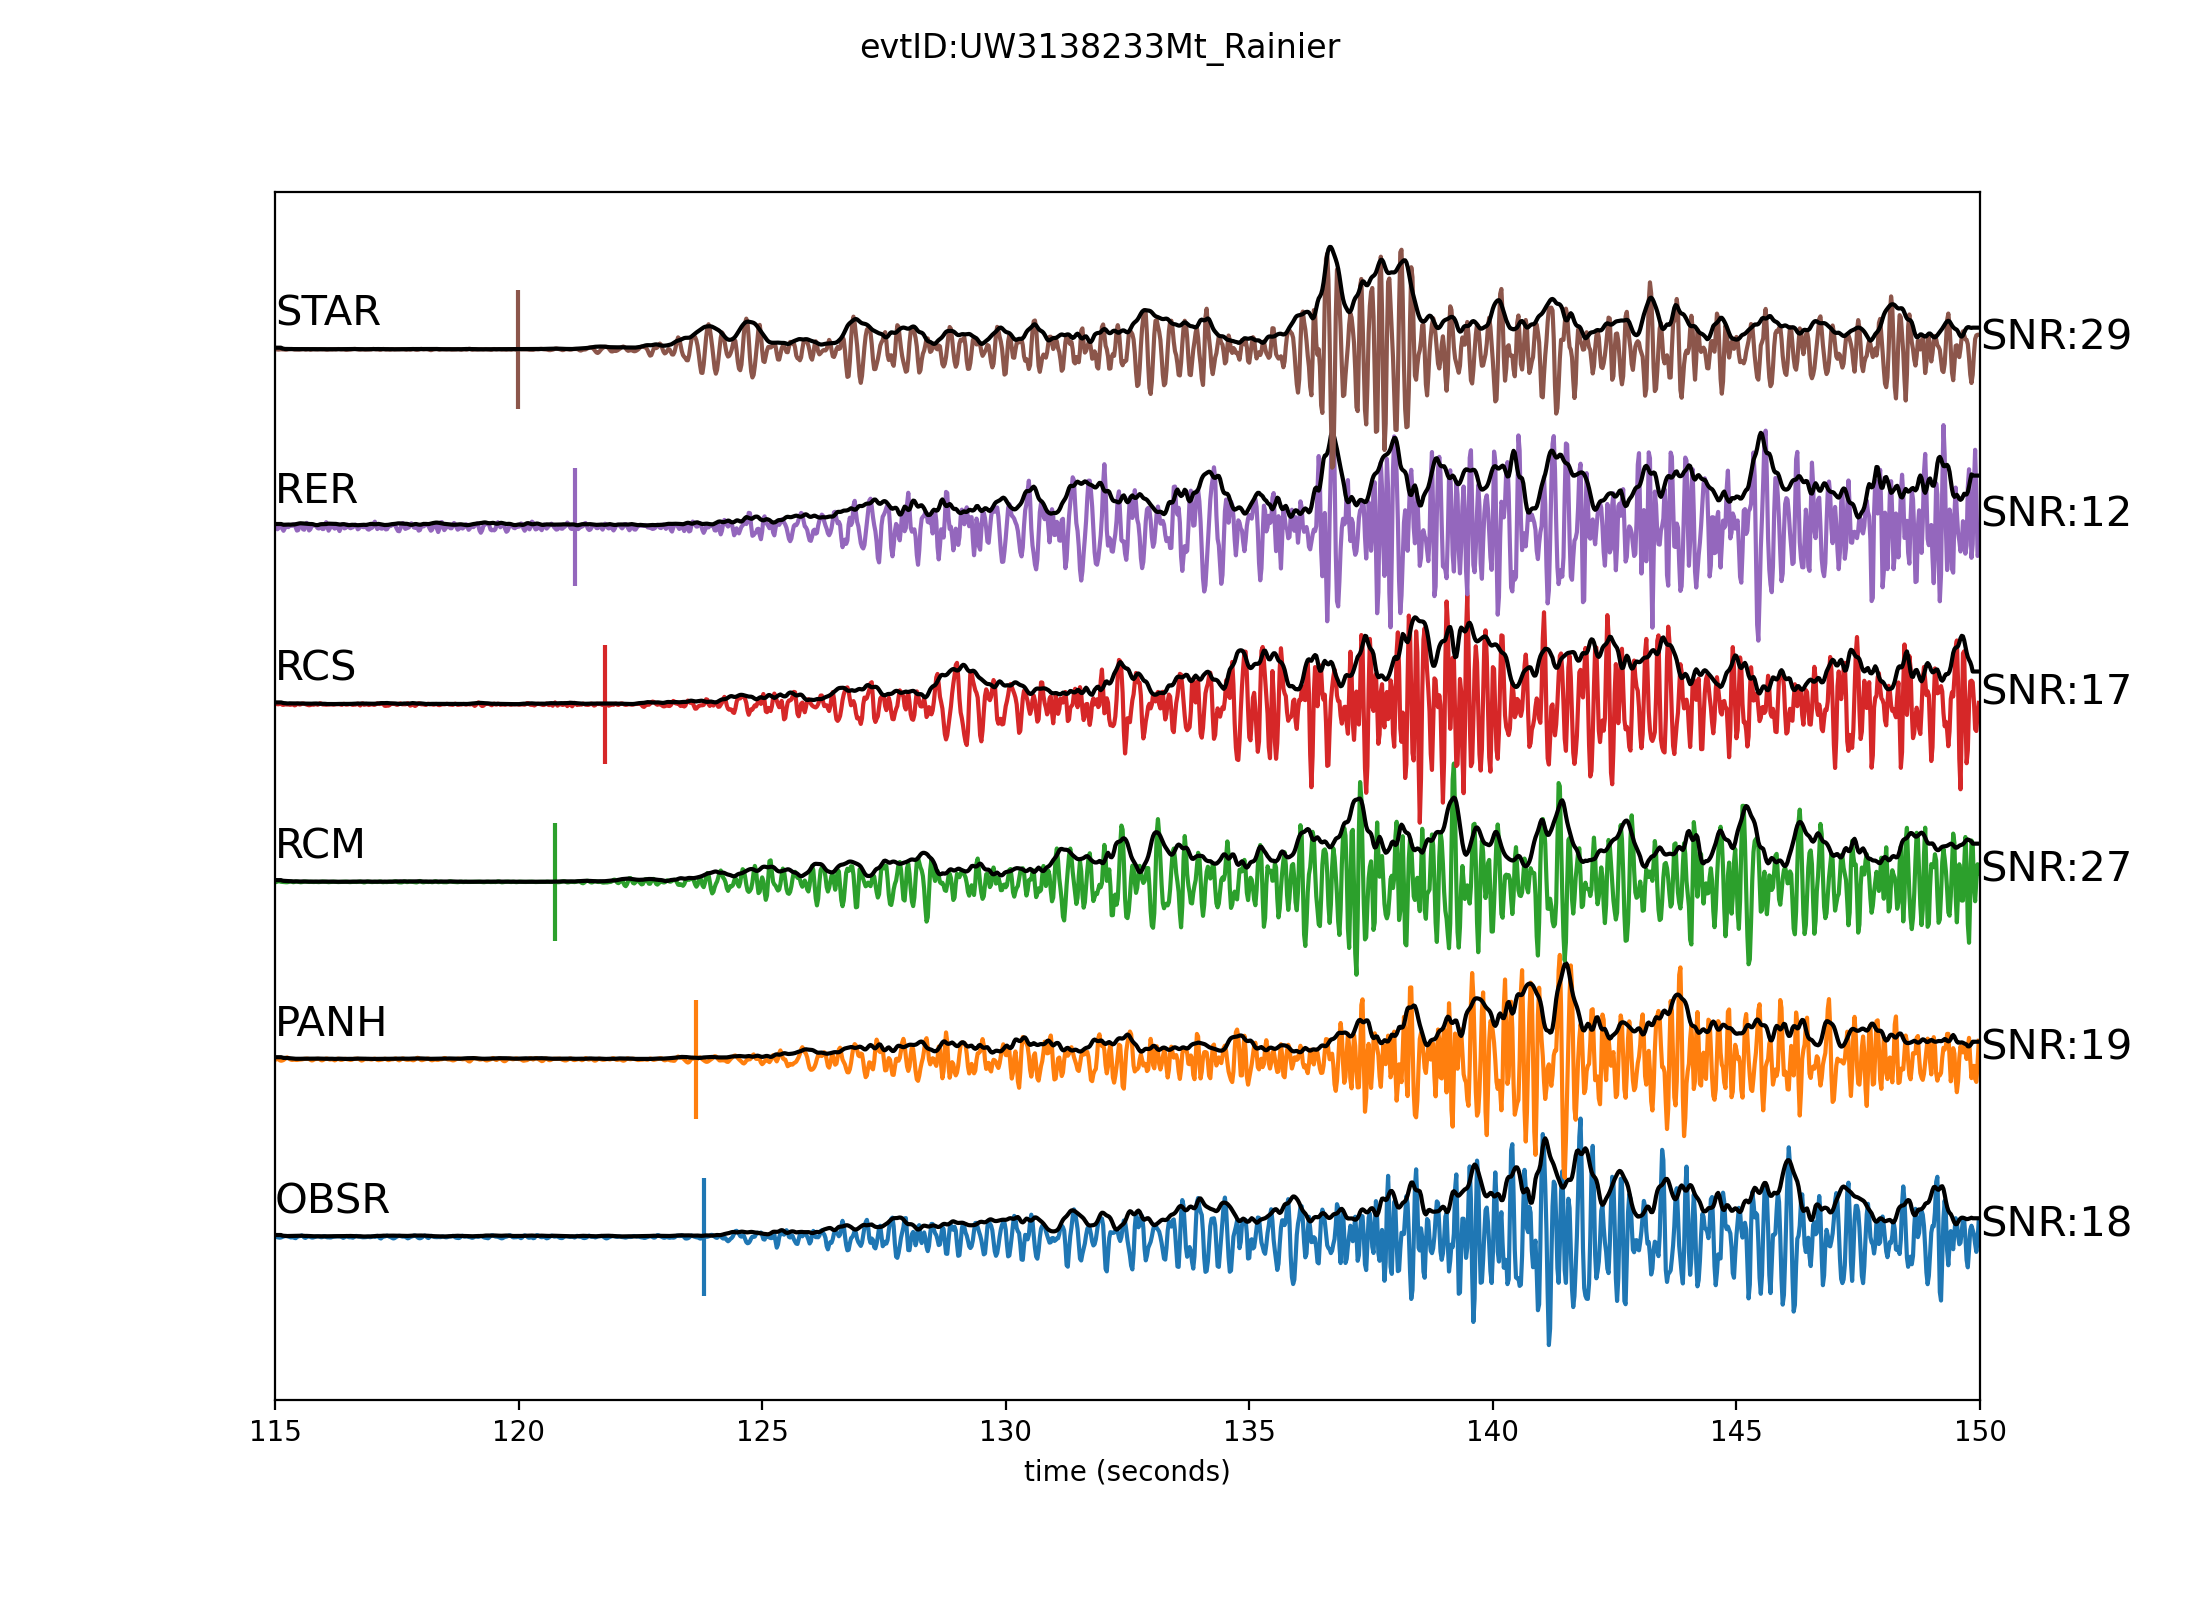 evtID:UW3138233Mt_Rainier
STAR SNR:29
RER SNR:12
RCS SNR:17
RCM SNR:27
PANH SNR:19
OBSR SNR:18
115 120 125 130 135 140 145 150
time (seconds)